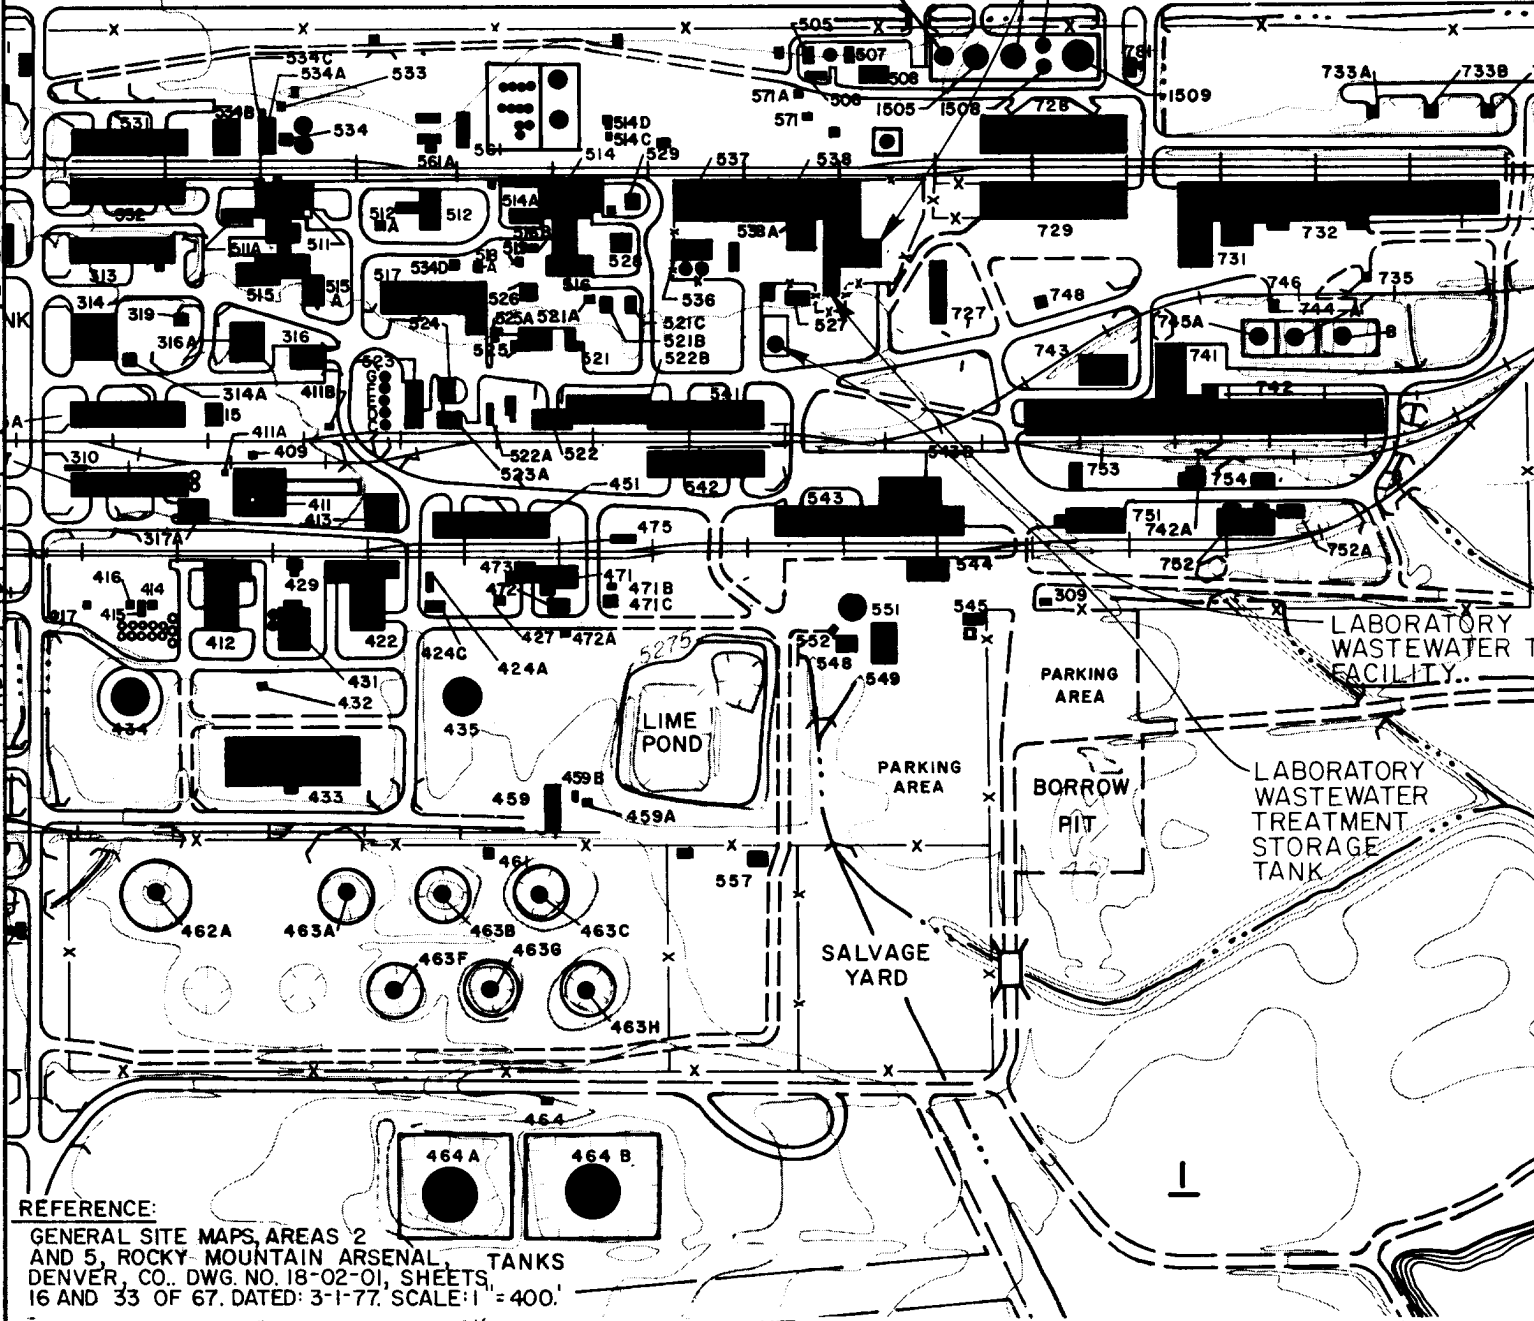 505
507
508
506
781
733A
733B
534C
534A
533
571A
571
1505
1508
728
1509
531
534B
534
561A
561
514D
514C
514
529
537
538
532
511A
511
512
A
512
514A
516B
538A
729
731
732
313
515
515
A
517
534D
518
A
528
516
536
527
727
748
746
735
744
A
745A
B
NK
314
319
316A
316
524
526
525A
521A
525
521
521C
521B
522B
743
741
742
314A
411B
523
541
315
411A
409
522A
522
523A
543B
753
754
310
411
413
451
542
543
751
742A
752
752A
317A
475
544
416
414
415
417
429
473
472
471
471B
471C
551
545
309
412
422
424C
427
472A
424A
552
548
549
5275
431
432
434
435
433
LIME
POND
PARKING
AREA
PARKING
AREA
BORROW
PIT
LABORATORY
WASTEWATER T
FACILITY
LABORATORY
WASTEWATER
TREATMENT
STORAGE
TANK
459
459B
459A
461
557
462A
463A
463B
463C
463F
463G
463H
SALVAGE
YARD
464
464A
464 B
TANKS
REFERENCE:
GENERAL SITE MAPS, AREAS 2
AND 5, ROCKY MOUNTAIN ARSENAL,
DENVER, CO.. DWG. NO. 18-02-01, SHEETS
16 AND 33 OF 67. DATED: 3-1-77. SCALE: 1"=400.'